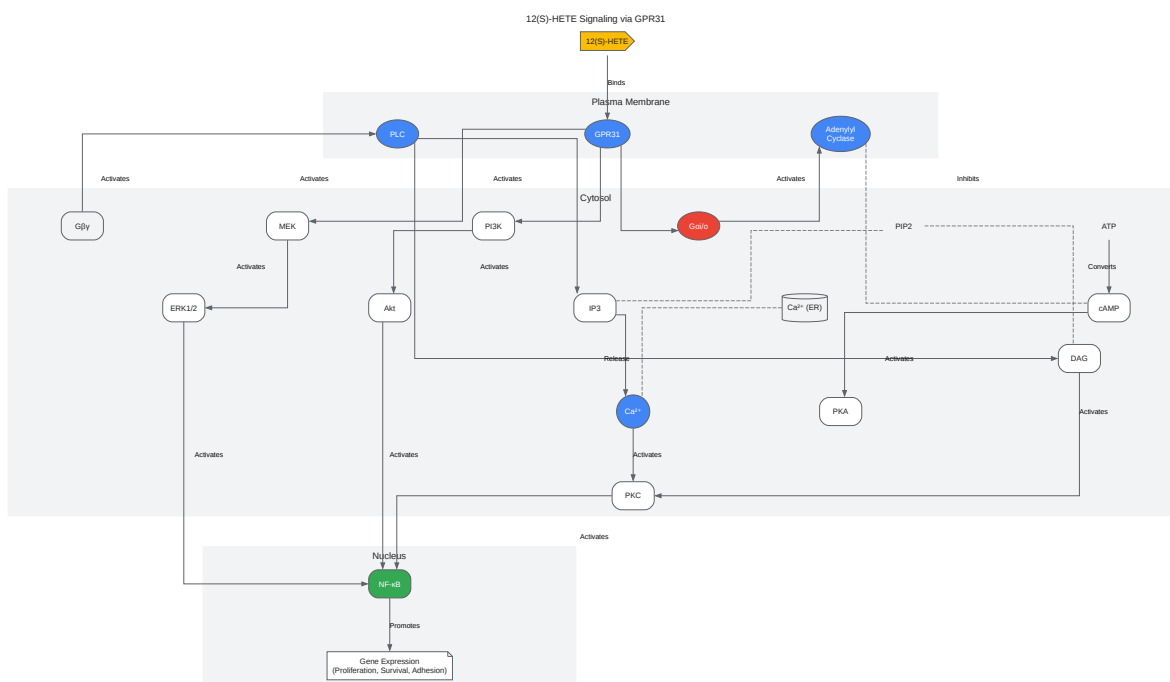 12(S)-HETE Signaling via GPR31
12(S)-HETE
Binds
Plasma Membrane
PLC
GPR31
Adenylyl
Cyclase
Activates
Activates
Activates
Activates
Inhibits
Cytosol
Gβγ
MEK
PI3K
Gαi/o
PIP2
ATP
Activates
Activates
Converts
ERK1/2
Akt
IP3
Ca²⁺ (ER)
cAMP
Release
Activates
DAG
Ca²⁺
PKA
Activates
Activates
Activates
Activates
PKC
Activates
Nucleus
NF-κB
Promotes
Gene Expression
(Proliferation, Survival, Adhesion)